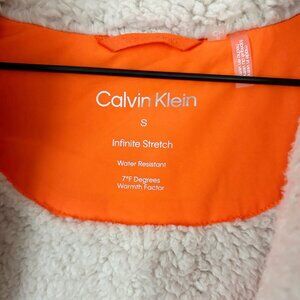 Calvin Klein
S
Infinite Stretch
Water Resistant
7°F Degrees
Warmth Factor